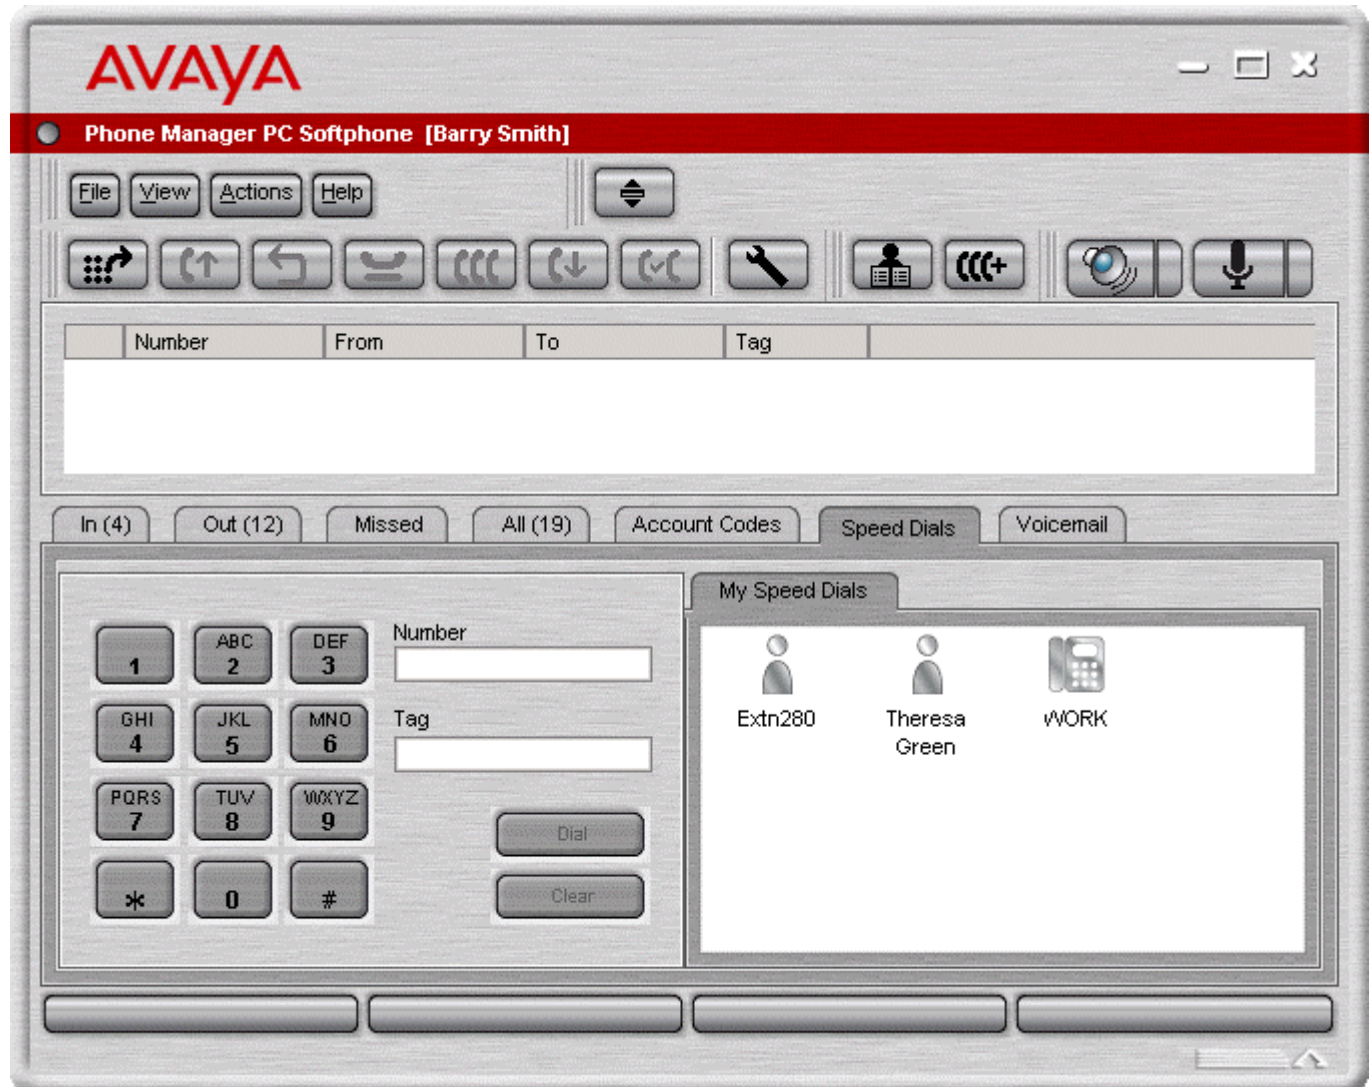 AVAYA
Phone Manager PC Softphone [Barry Smith]
File View Actions Help
Number From To Tag
In (4) Out (12) Missed All (19) Account Codes Speed Dials Voicemail
My Speed Dials
Number
1 ABC 2 DEF 3
Tag
GHI 4 JKL 5 MNO 6
PQRS 7 TUV 8 WXYZ 9
* 0 #
Dial
Clear
Extn280 Theresa Green WORK